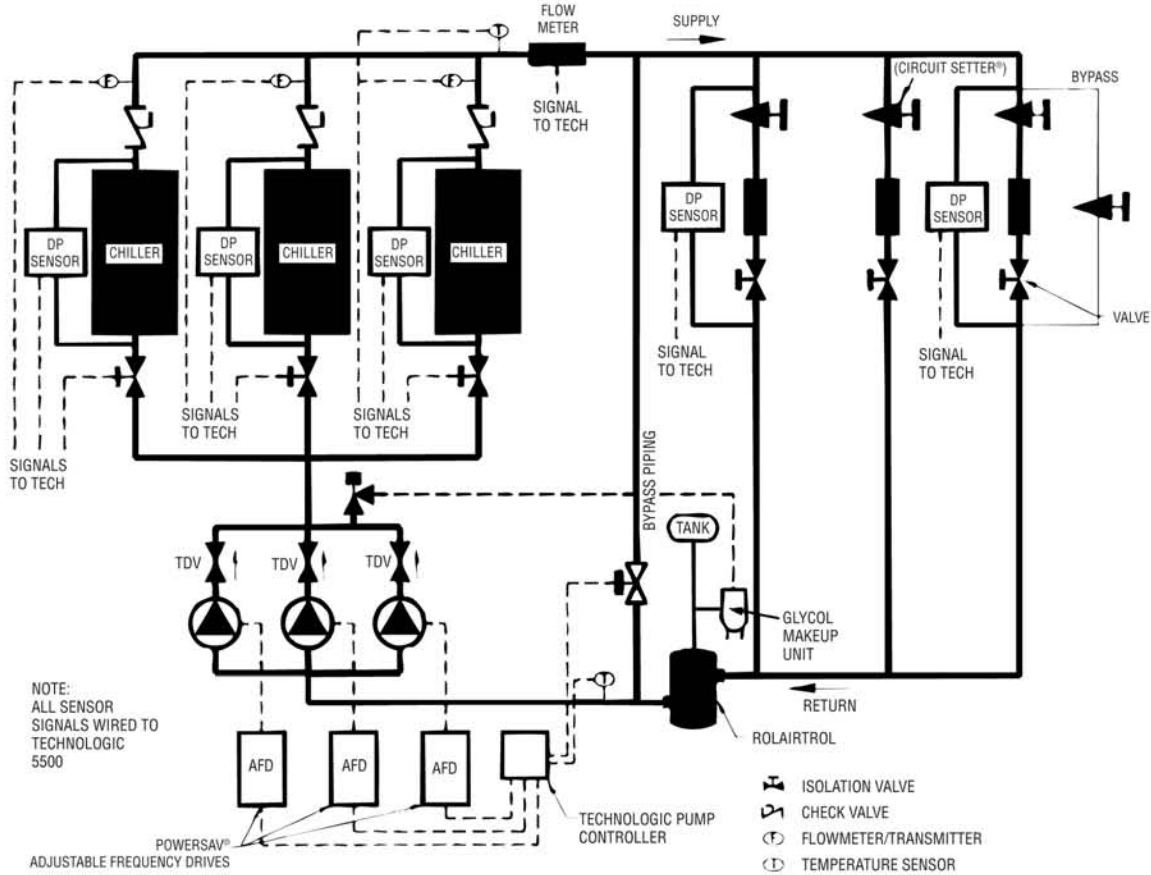 FLOW
METER
SUPPLY
T
(CIRCUIT SETTER®)
BYPASS
F
F
F
SIGNAL
TO TECH
DP
SENSOR
CHILLER
DP
SENSOR
CHILLER
DP
SENSOR
CHILLER
DP
SENSOR
DP
SENSOR
VALVE
SIGNAL
TO TECH
SIGNAL
TO TECH
SIGNALS
TO TECH
SIGNALS
TO TECH
SIGNALS
TO TECH
BYPASS PIPING
TANK
TDV
TDV
TDV
GLYCOL
MAKEUP
UNIT
T
RETURN
ROLAIRTROL
NOTE:
ALL SENSOR
SIGNALS WIRED TO
TECHNOLOGIC
5500
AFD
AFD
AFD
TECHNOLOGIC PUMP
CONTROLLER
POWERSAV®
ADJUSTABLE FREQUENCY DRIVES
ISOLATION VALVE
CHECK VALVE
F FLOWMETER/TRANSMITTER
T TEMPERATURE SENSOR